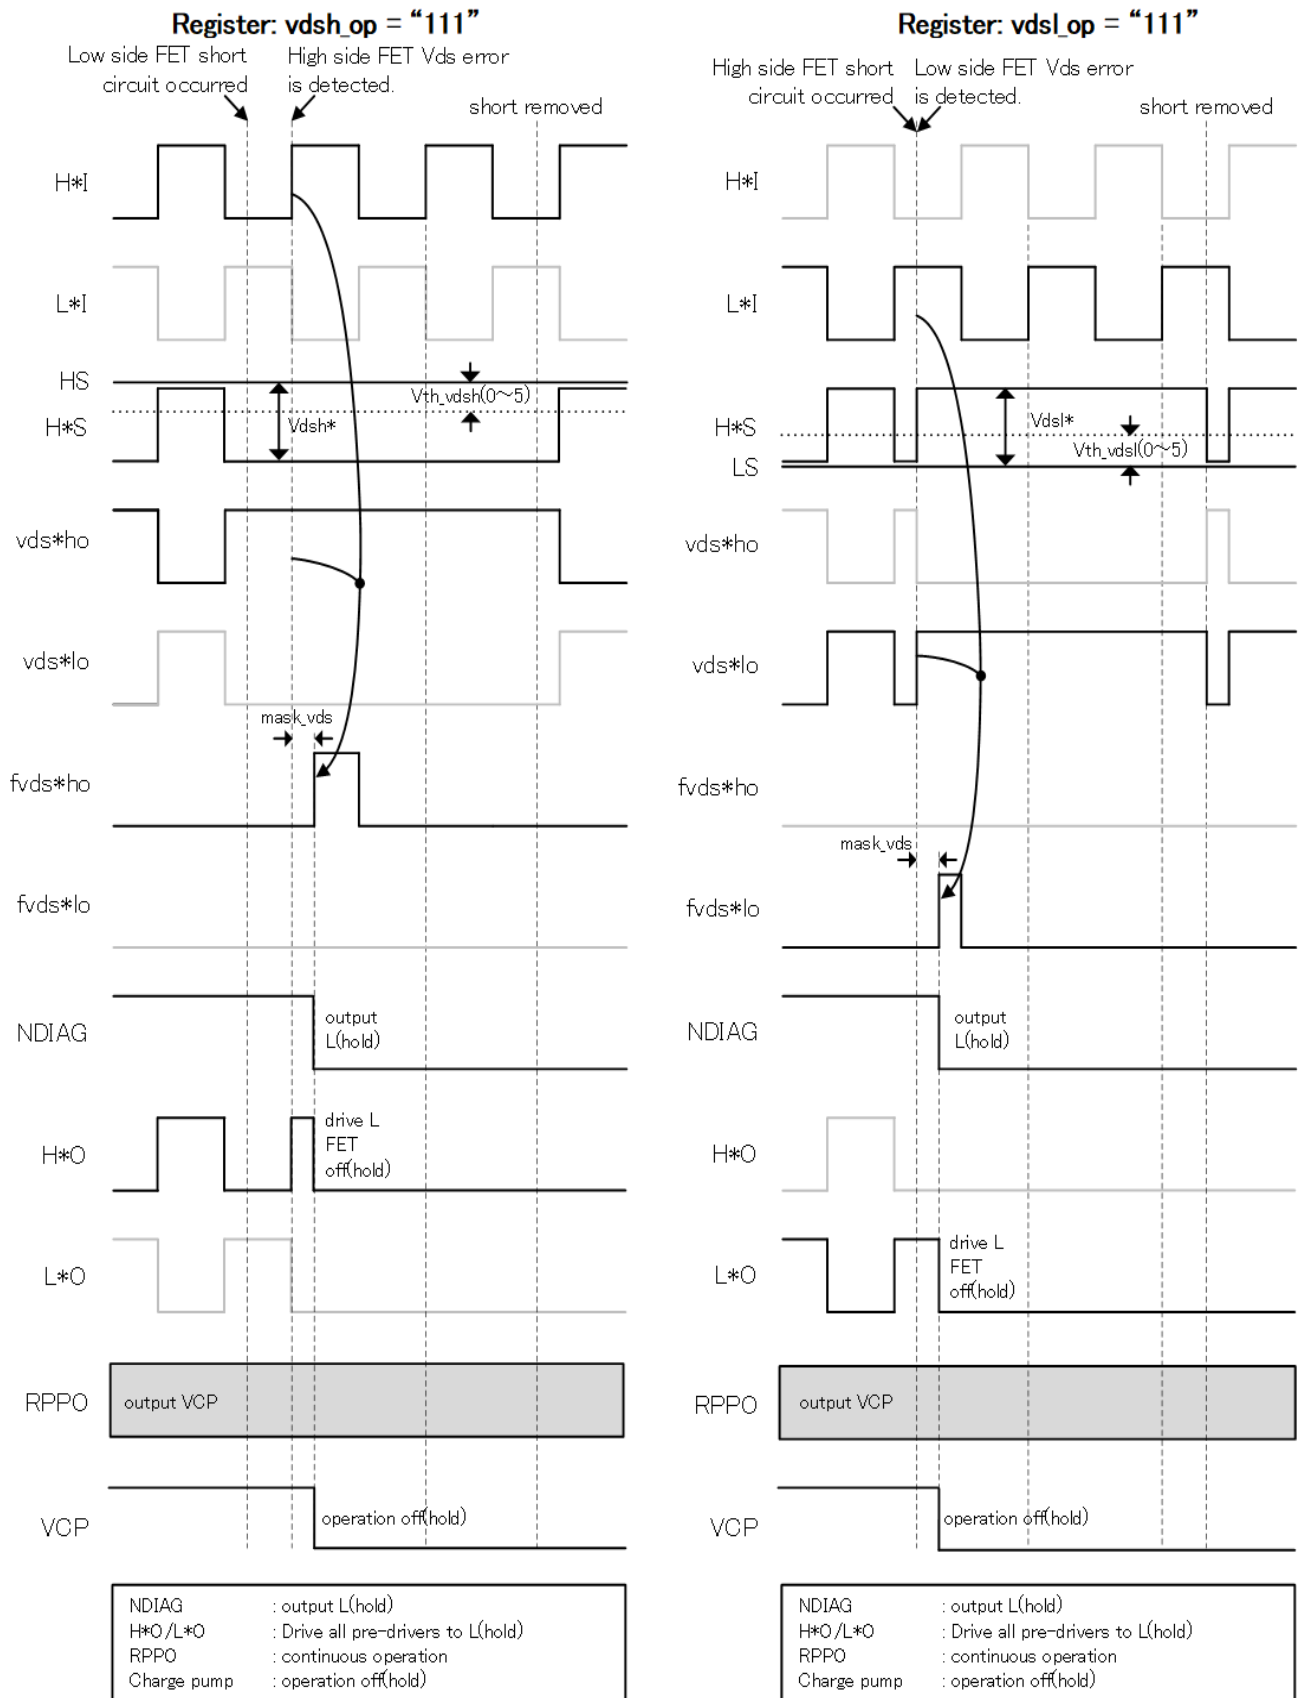 Register: vdsh_op = “111”
Low side FET short
circuit occurred
High side FET Vds error
is detected.
short removed
H*I
L*I
HS
Vth_vdsh(0～5)
H*S
Vdsh*
vds*ho
vds*lo
mask_vds
fvds*ho
fvds*lo
NDIAG
output
L(hold)
H*O
drive L
FET
off(hold)
L*O
RPPO
output VCP
VCP
operation off(hold)
NDIAG : output L(hold)
H*O/L*O : Drive all pre-drivers to L(hold)
RPPO : continuous operation
Charge pump : operation off(hold)
Register: vdsl_op = “111”
High side FET short
circuit occurred
Low side FET Vds error
is detected.
short removed
H*I
L*I
H*S
Vdsl*
Vth_vdsl(0～5)
LS
vds*ho
vds*lo
fvds*ho
mask_vds
fvds*lo
NDIAG
output
L(hold)
H*O
L*O
drive L
FET
off(hold)
RPPO
output VCP
VCP
operation off(hold)
NDIAG : output L(hold)
H*O/L*O : Drive all pre-drivers to L(hold)
RPPO : continuous operation
Charge pump : operation off(hold)